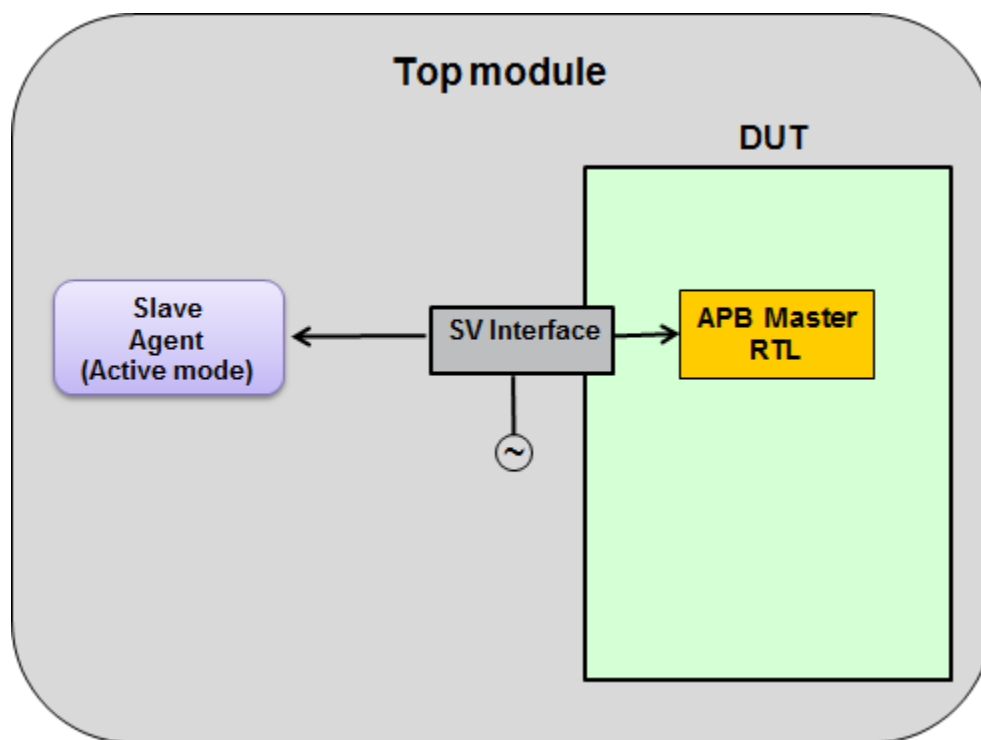 Top module
DUT
Slave
Agent
(Active mode)
SV Interface
APB Master
RTL
~